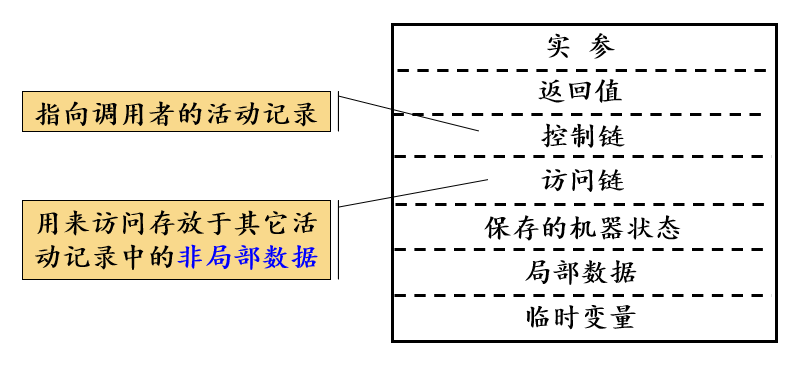 实 参
返回值
指向调用者的活动记录
控制链
访问链
用来访问存放于其它活
动记录中的非局部数据
保存的机器状态
局部数据
临时变量